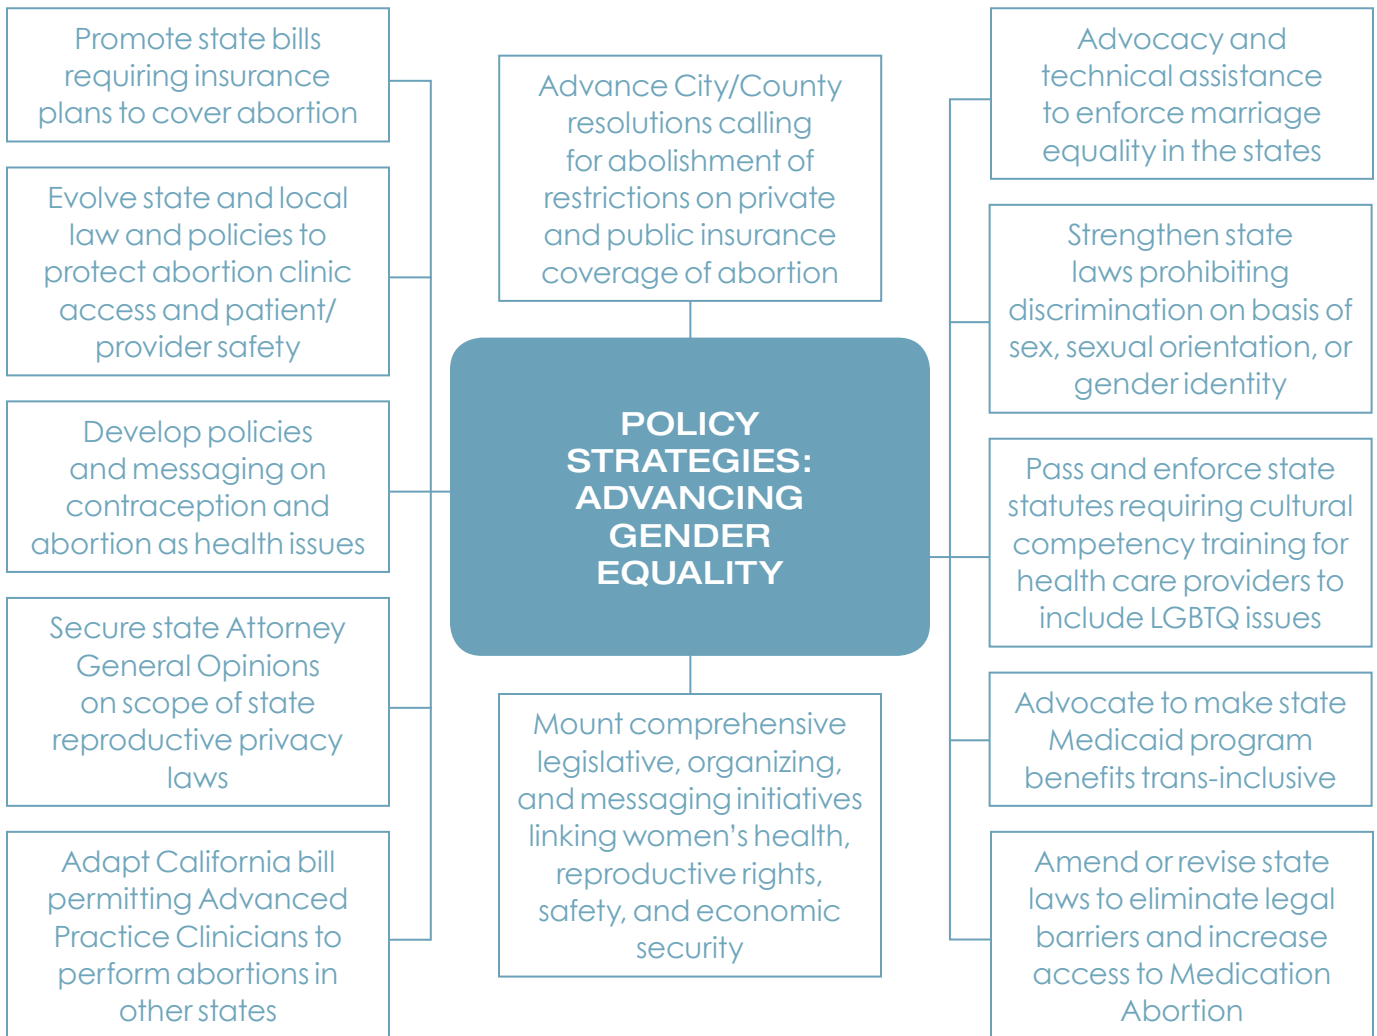 Promote state bills
requiring insurance
plans to cover abortion
Evolve state and local
law and policies to
protect abortion clinic
access and patient/
provider safety
Develop policies
and messaging on
contraception and
abortion as health issues
Secure state Attorney
General Opinions
on scope of state
reproductive privacy
laws
Adapt California bill
permitting Advanced
Practice Clinicians to
perform abortions in
other states
Advance City/County
resolutions calling
for abolishment of
restrictions on private
and public insurance
coverage of abortion
POLICY
STRATEGIES:
ADVANCING
GENDER
EQUALITY
Mount comprehensive
legislative, organizing,
and messaging initiatives
linking women's health,
reproductive rights,
safety, and economic
security
Advocacy and
technical assistance
to enforce marriage
equality in the states
Strengthen state
laws prohibiting
discrimination on basis of
sex, sexual orientation, or
gender identity
Pass and enforce state
statutes requiring cultural
competency training for
health care providers to
include LGBTQ issues
Advocate to make state
Medicaid program
benefits trans-inclusive
Amend or revise state
laws to eliminate legal
barriers and increase
access to Medication
Abortion